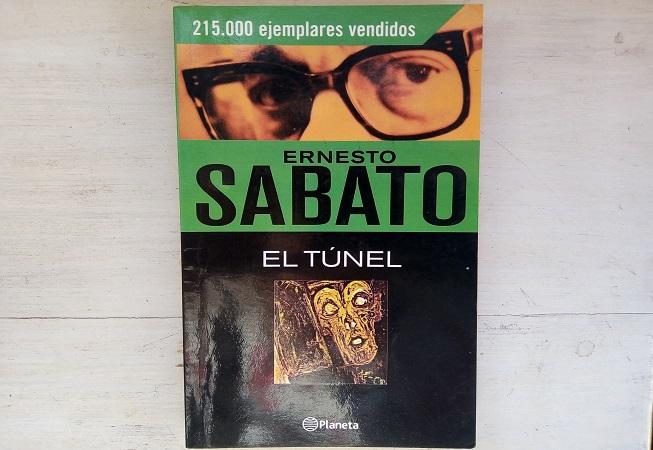 215.000 ejemplares vendidos
ERNESTO
SABATO
EL TÚNEL
Planeta